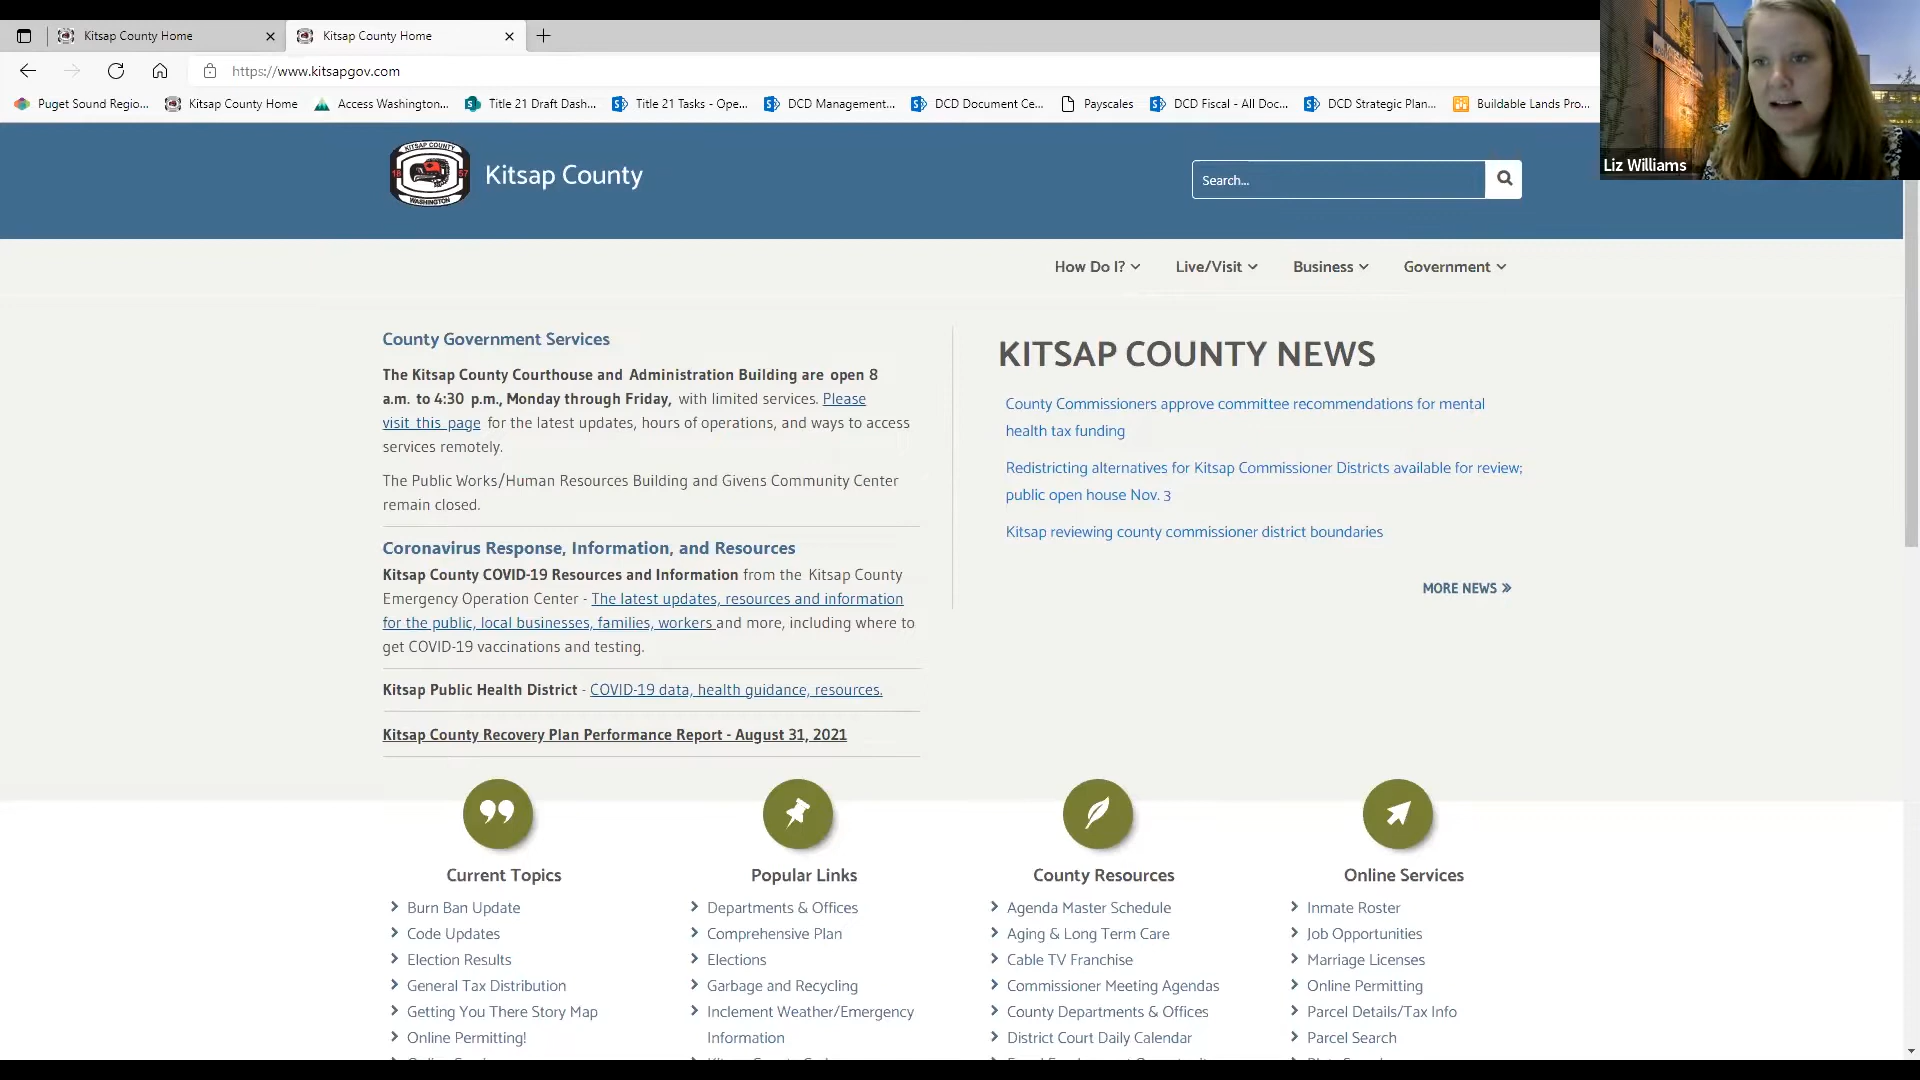 Kitsap County Home
Kitsap County Home
https://www.kitsapgov.com
Puget Sound Regio...
Kitsap County Home
Access Washington...
Title 21 Draft Dash...
Title 21 Tasks - Ope...
DCD Management...
DCD Document Ce...
Payscales
DCD Fiscal - All Doc...
DCD Strategic Plan...
Buildable Lands Pro...
Liz Williams
KITSAP COUNTY
18 57
WASHINGTON
Kitsap County
Search...
How Do I?
Live/Visit
Business
Government
County Government Services
The Kitsap County Courthouse and Administration Building are open 8
a.m. to 4:30 p.m., Monday through Friday, with limited services. Please
visit this page for the latest updates, hours of operations, and ways to access
services remotely.
The Public Works/Human Resources Building and Givens Community Center
remain closed.
Coronavirus Response, Information, and Resources
Kitsap County COVID-19 Resources and Information from the Kitsap County
Emergency Operation Center - The latest updates, resources and information
for the public, local businesses, families, workers and more, including where to
get COVID-19 vaccinations and testing.
Kitsap Public Health District - COVID-19 data, health guidance, resources.
Kitsap County Recovery Plan Performance Report - August 31, 2021
KITSAP COUNTY NEWS
County Commissioners approve committee recommendations for mental
health tax funding
Redistricting alternatives for Kitsap Commissioner Districts available for review;
public open house Nov. 3
Kitsap reviewing county commissioner district boundaries
MORE NEWS »
Current Topics
Burn Ban Update
Code Updates
Election Results
General Tax Distribution
Getting You There Story Map
Online Permitting!
Popular Links
Departments & Offices
Comprehensive Plan
Elections
Garbage and Recycling
Inclement Weather/Emergency
Information
County Resources
Agenda Master Schedule
Aging & Long Term Care
Cable TV Franchise
Commissioner Meeting Agendas
County Departments & Offices
District Court Daily Calendar
Online Services
Inmate Roster
Job Opportunities
Marriage Licenses
Online Permitting
Parcel Details/Tax Info
Parcel Search